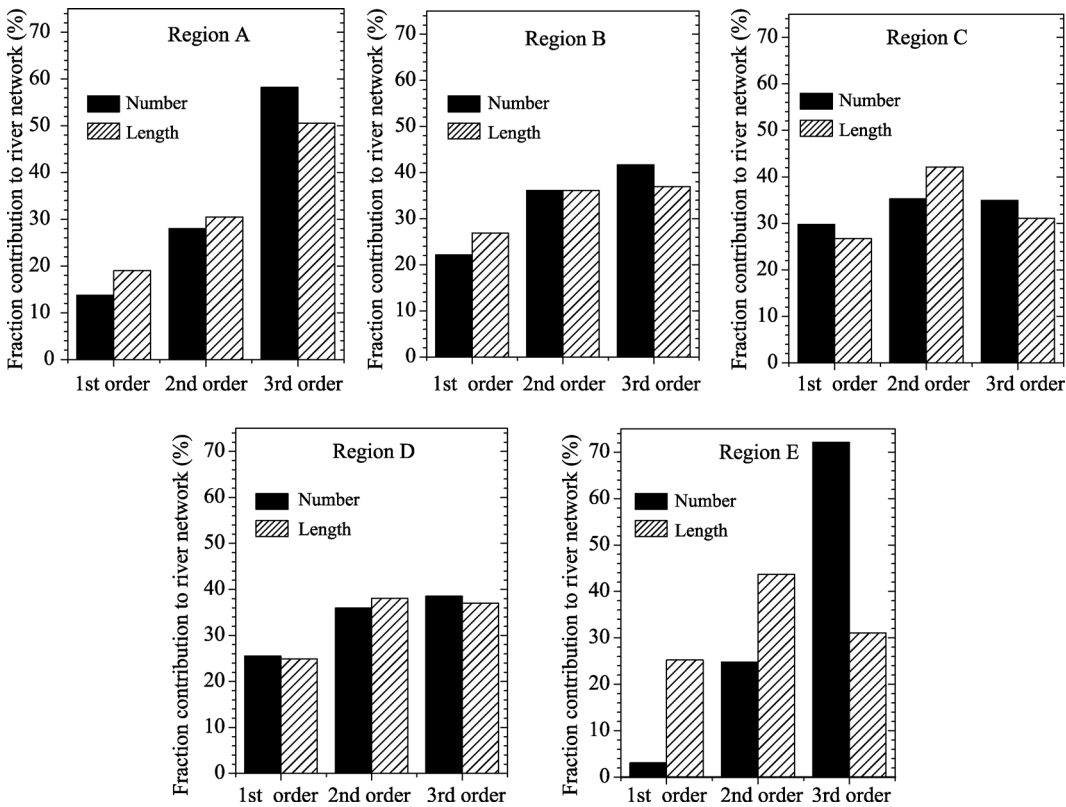 Fraction contribution to river network (%)
Region A
Number
Length
70
60
50
40
30
20
10
0
1st order 2nd order 3rd order
Fraction contribution to river network (%)
Region B
Number
Length
70
60
50
40
30
20
10
0
1st order 2nd order 3rd order
Fraction contribution to river network (%)
Region C
Number
Length
70
60
50
40
30
20
10
0
1st order 2nd order 3rd order
Fraction contribution to river network (%)
Region D
Number
Length
70
60
50
40
30
20
10
0
1st order 2nd order 3rd order
Fraction contribution to river network (%)
Region E
Number
Length
70
60
50
40
30
20
10
0
1st order 2nd order 3rd order